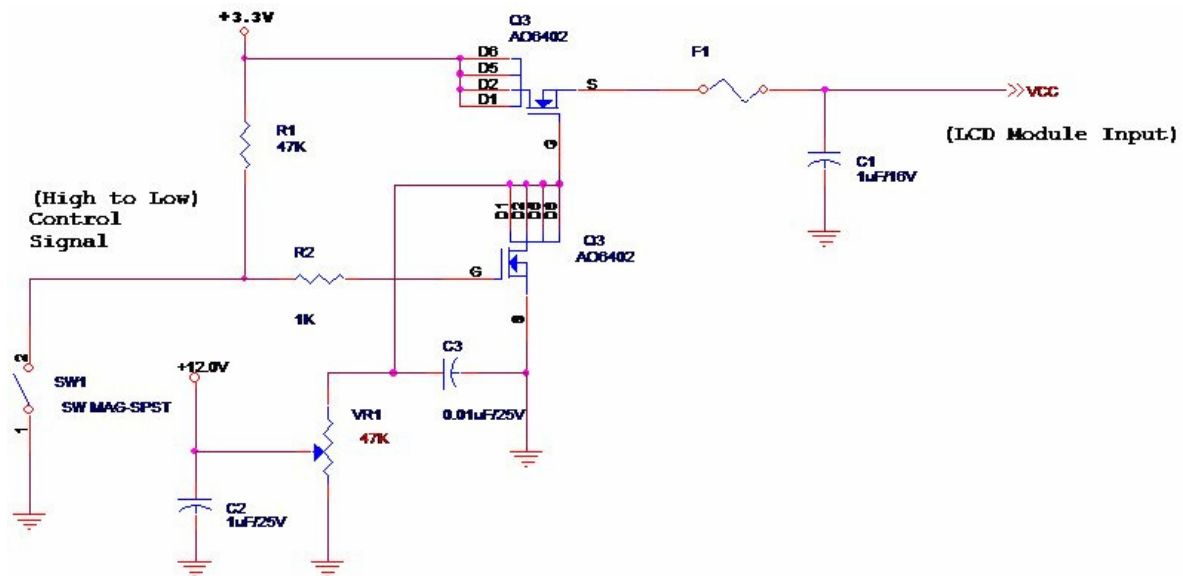 +3.3V
Q3
AO6402
F1
D6
D5
D2
D1
S
VCC
(LCD Module Input)
R1
47K
G
C1
1uF/16V
(High to Low)
Control
Signal
D1
D2
Q3
AO6402
R2
G
1K
S
+12.0V
C3
2
SW1
SW MAG-SPST
1
VR1
47K
0.01uF/25V
C2
1uF/25V